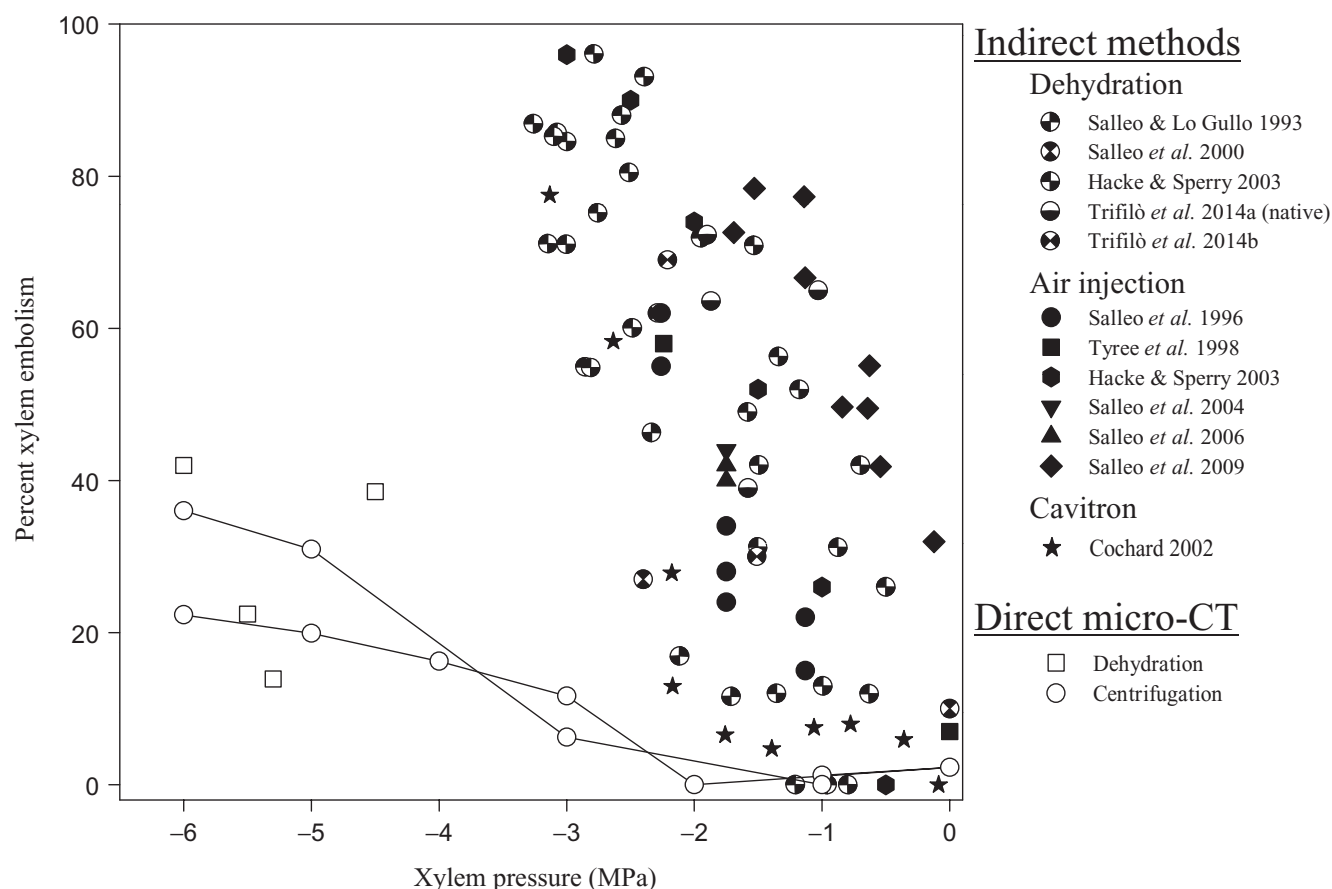 100
80
60
40
20
0
Percent xylem embolism
–6
–5
–4
–3
–2
–1
0
Xylem pressure (MPa)
Indirect methods
Dehydration
Salleo & Lo Gullo 1993
Salleo et al. 2000
Hacke & Sperry 2003
Trifilò et al. 2014a (native)
Trifilò et al. 2014b
Air injection
Salleo et al. 1996
Tyree et al. 1998
Hacke & Sperry 2003
Salleo et al. 2004
Salleo et al. 2006
Salleo et al. 2009
Cavitron
Cochard 2002
Direct micro-CT
Dehydration
Centrifugation